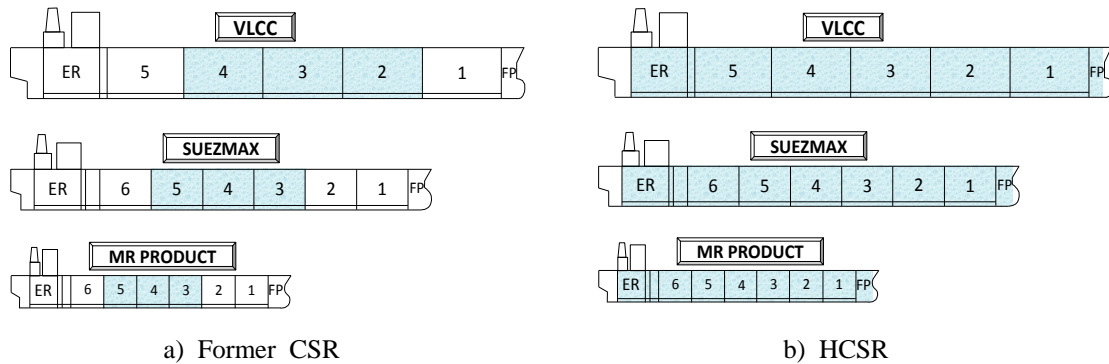 VLCC
ER 5 4 3 2 1 FP
SUEZMAX
ER 6 5 4 3 2 1 FP
MR PRODUCT
ER 6 5 4 3 2 1 FP
a) Former CSR
VLCC
ER 5 4 3 2 1 FP
SUEZMAX
ER 6 5 4 3 2 1 FP
MR PRODUCT
ER 6 5 4 3 2 1 FP
b) HCSR